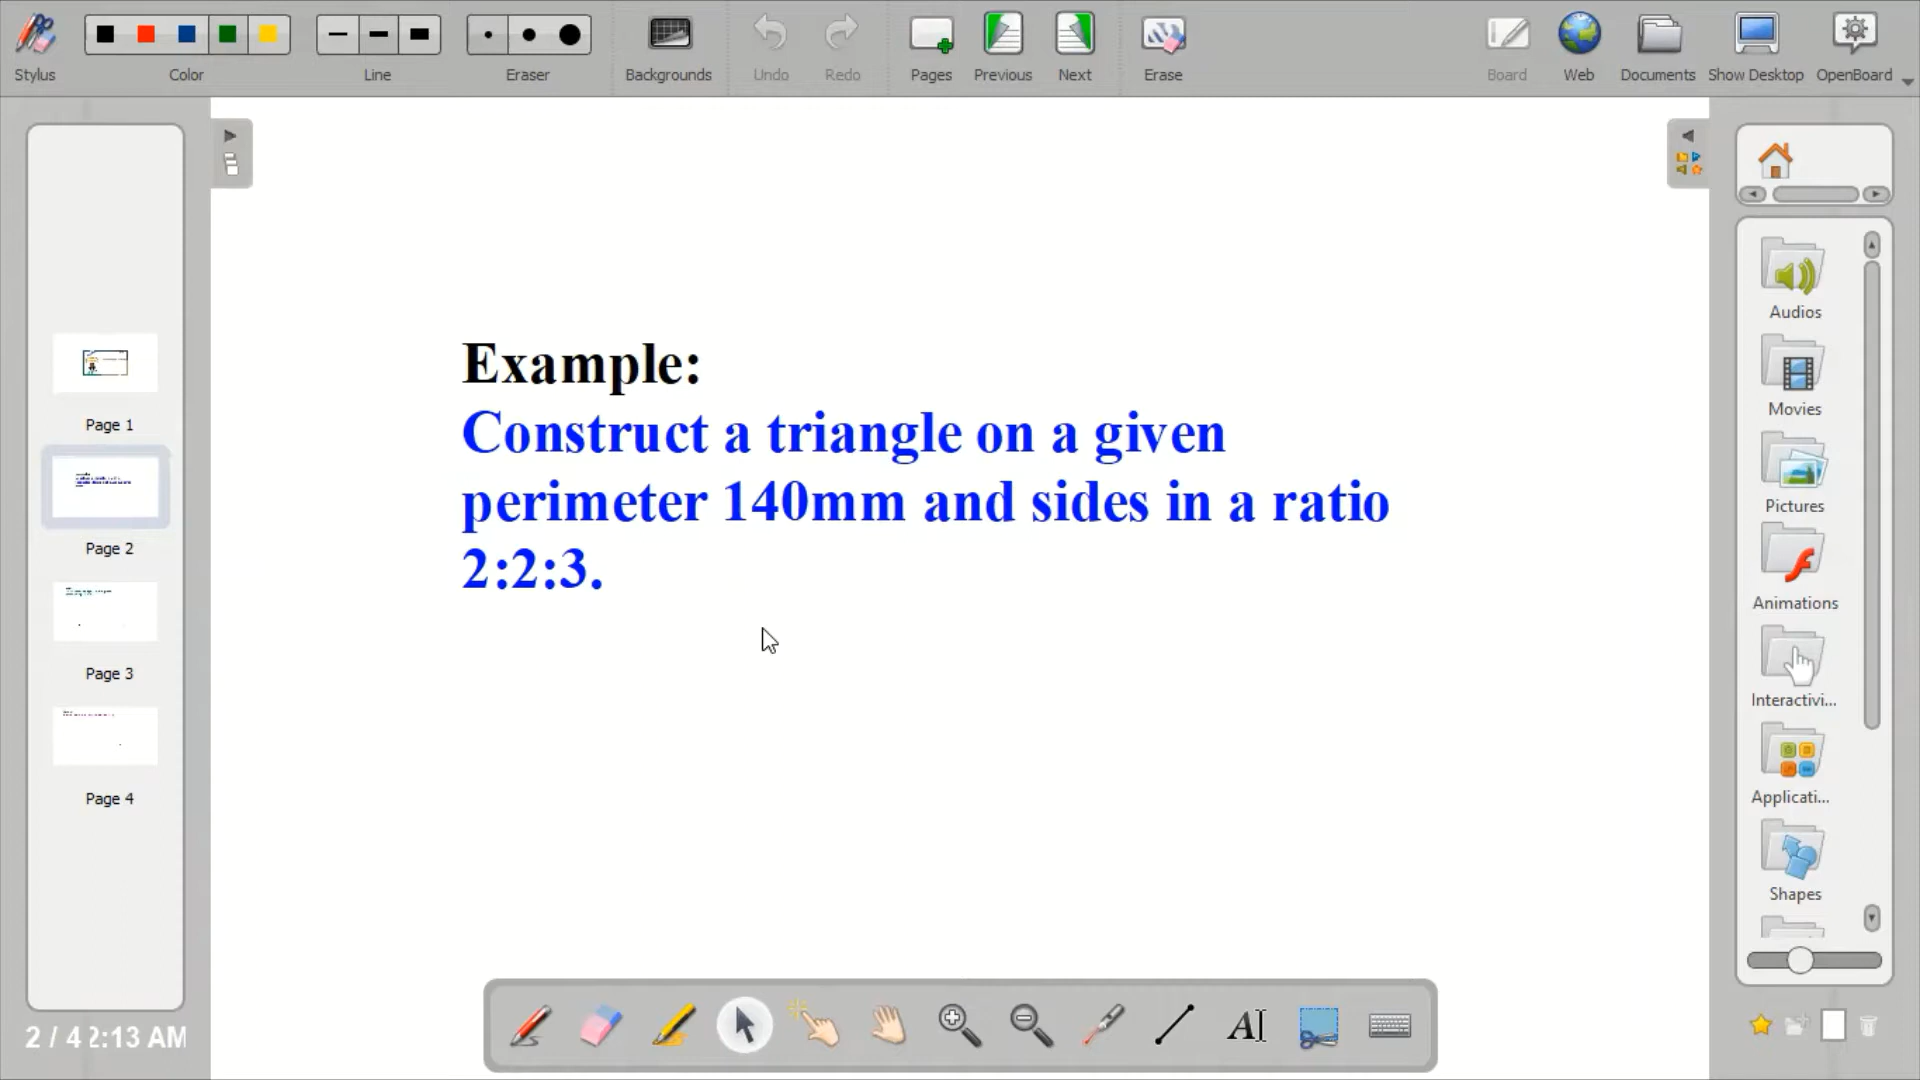 Stylus Color Line Eraser Backgrounds Undo Redo Pages Previous Next Erase Board Web Documents Show Desktop OpenBoard
Example:
Construct a triangle on a given
perimeter 140mm and sides in a ratio
2:2:3.
Page 1
Page 2
Page 3
Page 4
2 / 4 2:13 AM
Audios
Movies
Pictures
Animations
Interactivi...
Applicati...
Shapes